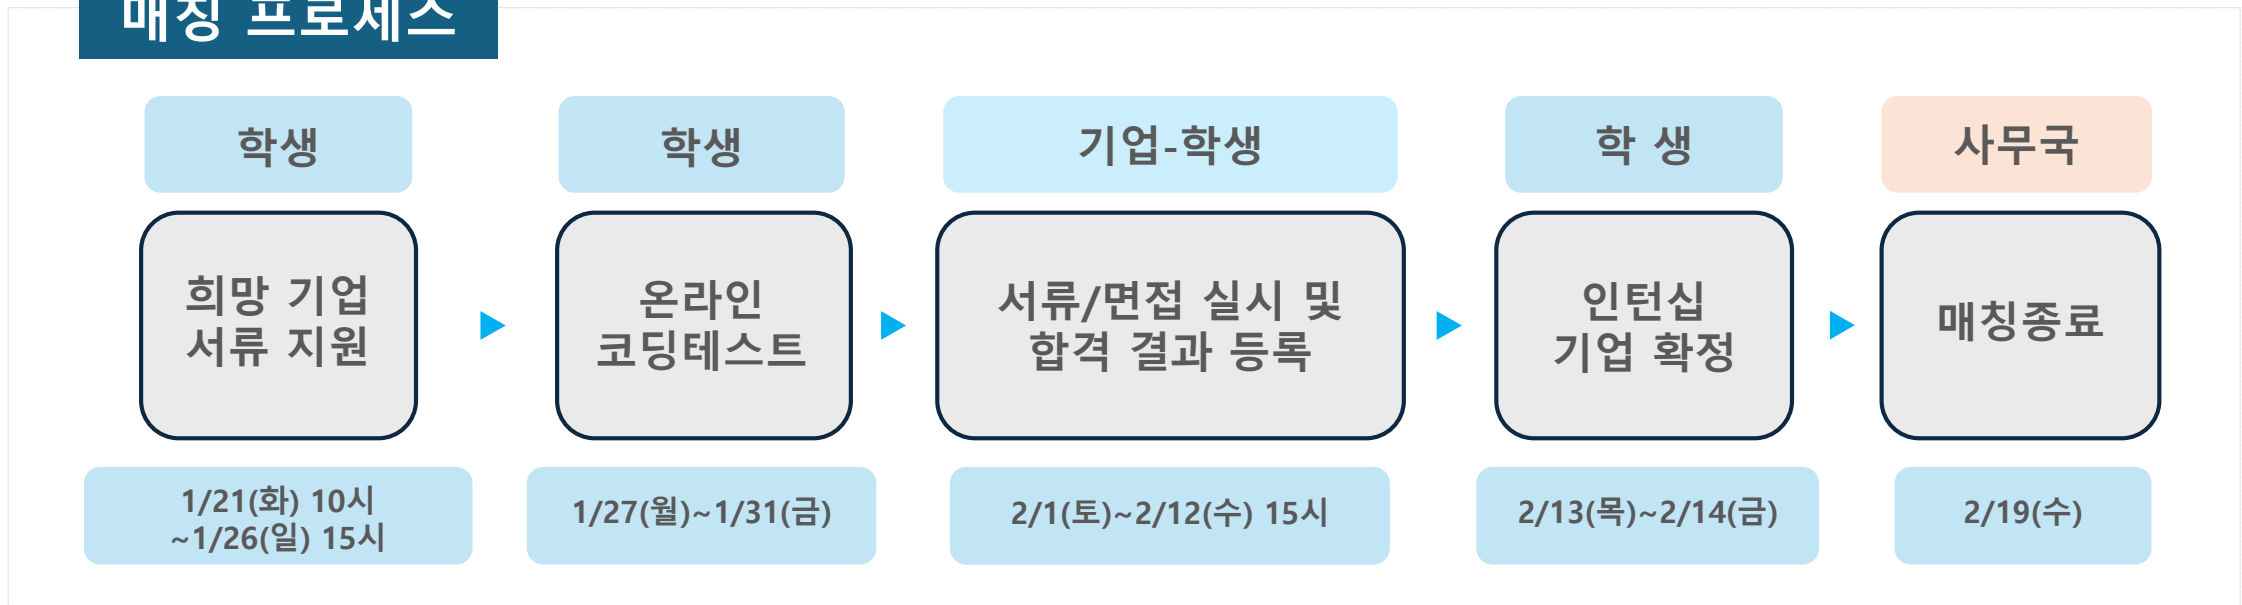 매칭 프로세스
학생
학생
기업-학생
학 생
사무국
희망 기업
서류 지원
온라인
코딩테스트
서류/면접 실시 및
합격 결과 등록
인턴십
기업 확정
매칭종료
1/21(화) 10시
~1/26(일) 15시
1/27(월)~1/31(금)
2/1(토)~2/12(수) 15시
2/13(목)~2/14(금)
2/19(수)